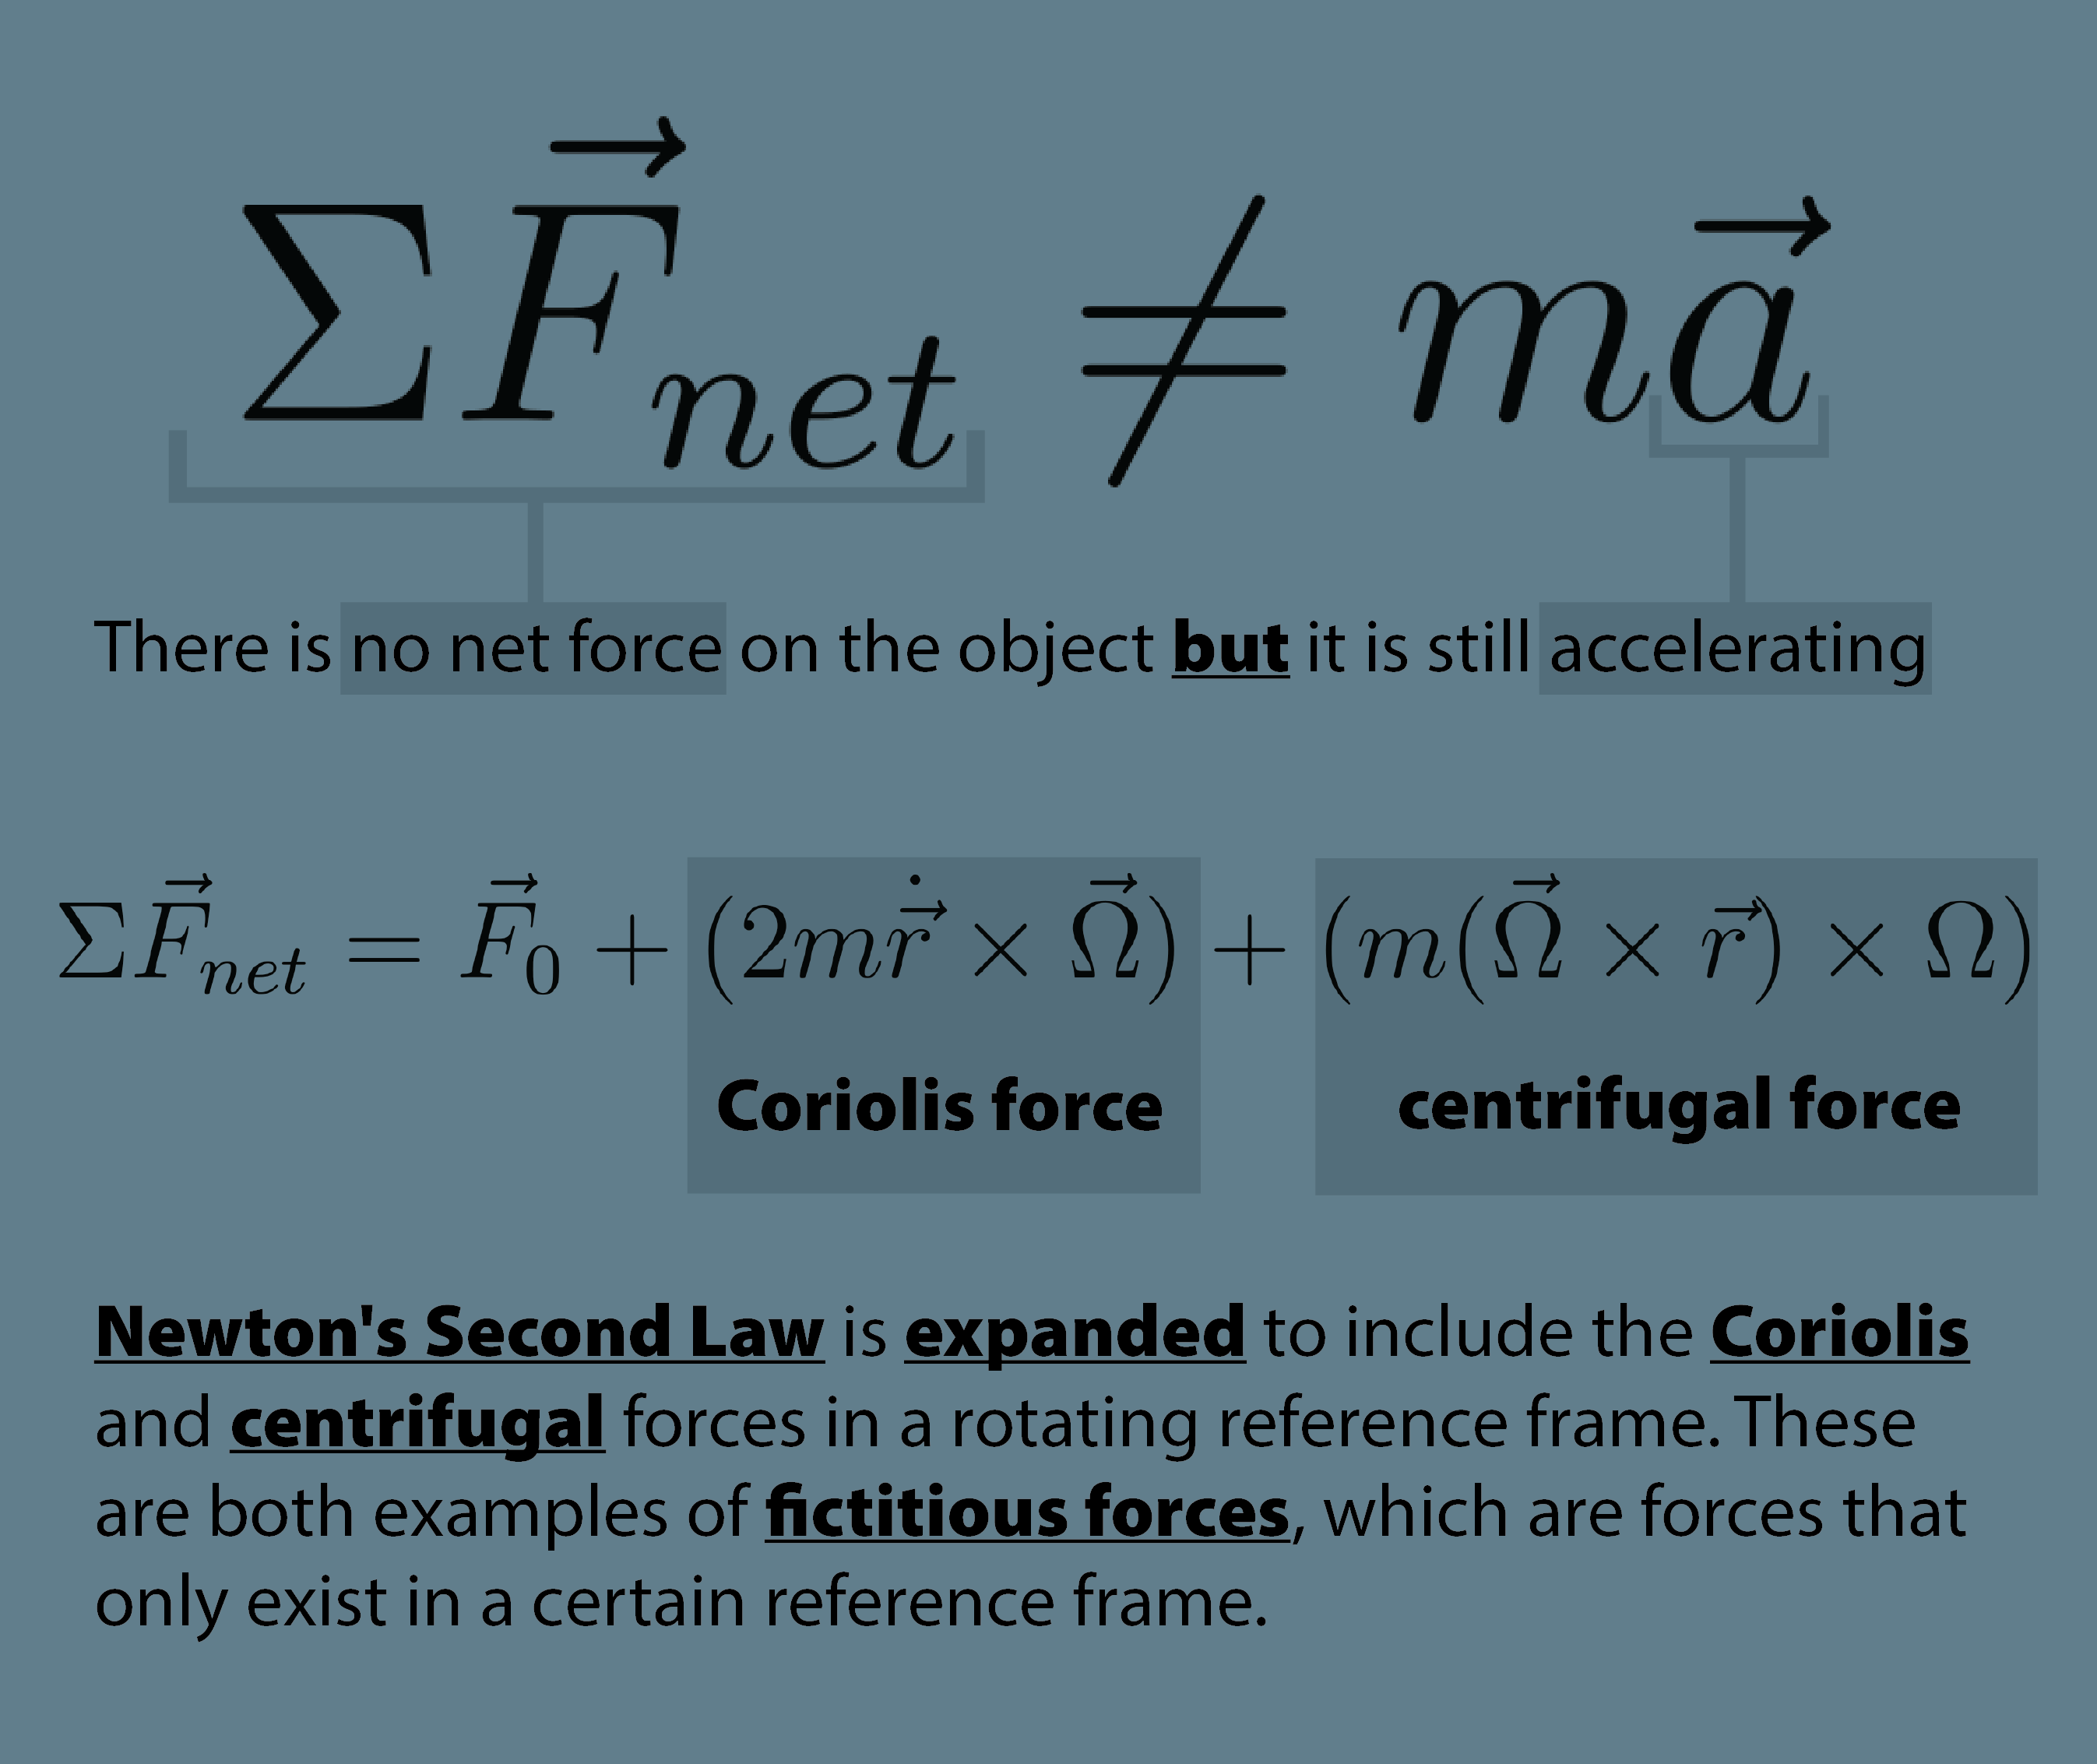 $\Sigma \vec{F}_{net} \neq m\vec{a}$
There is no net force on the object but it is still accelerating
$\Sigma \vec{F}_{net} = \vec{F}_0 + (2m\dot{\vec{r}} \times \vec{\Omega}) + (m(\vec{\Omega} \times \vec{r}) \times \Omega)$
Coriolis force centrifugal force
Newton's Second Law is expanded to include the Coriolis
and centrifugal forces in a rotating reference frame. These
are both examples of fictitious forces, which are forces that
only exist in a certain reference frame.